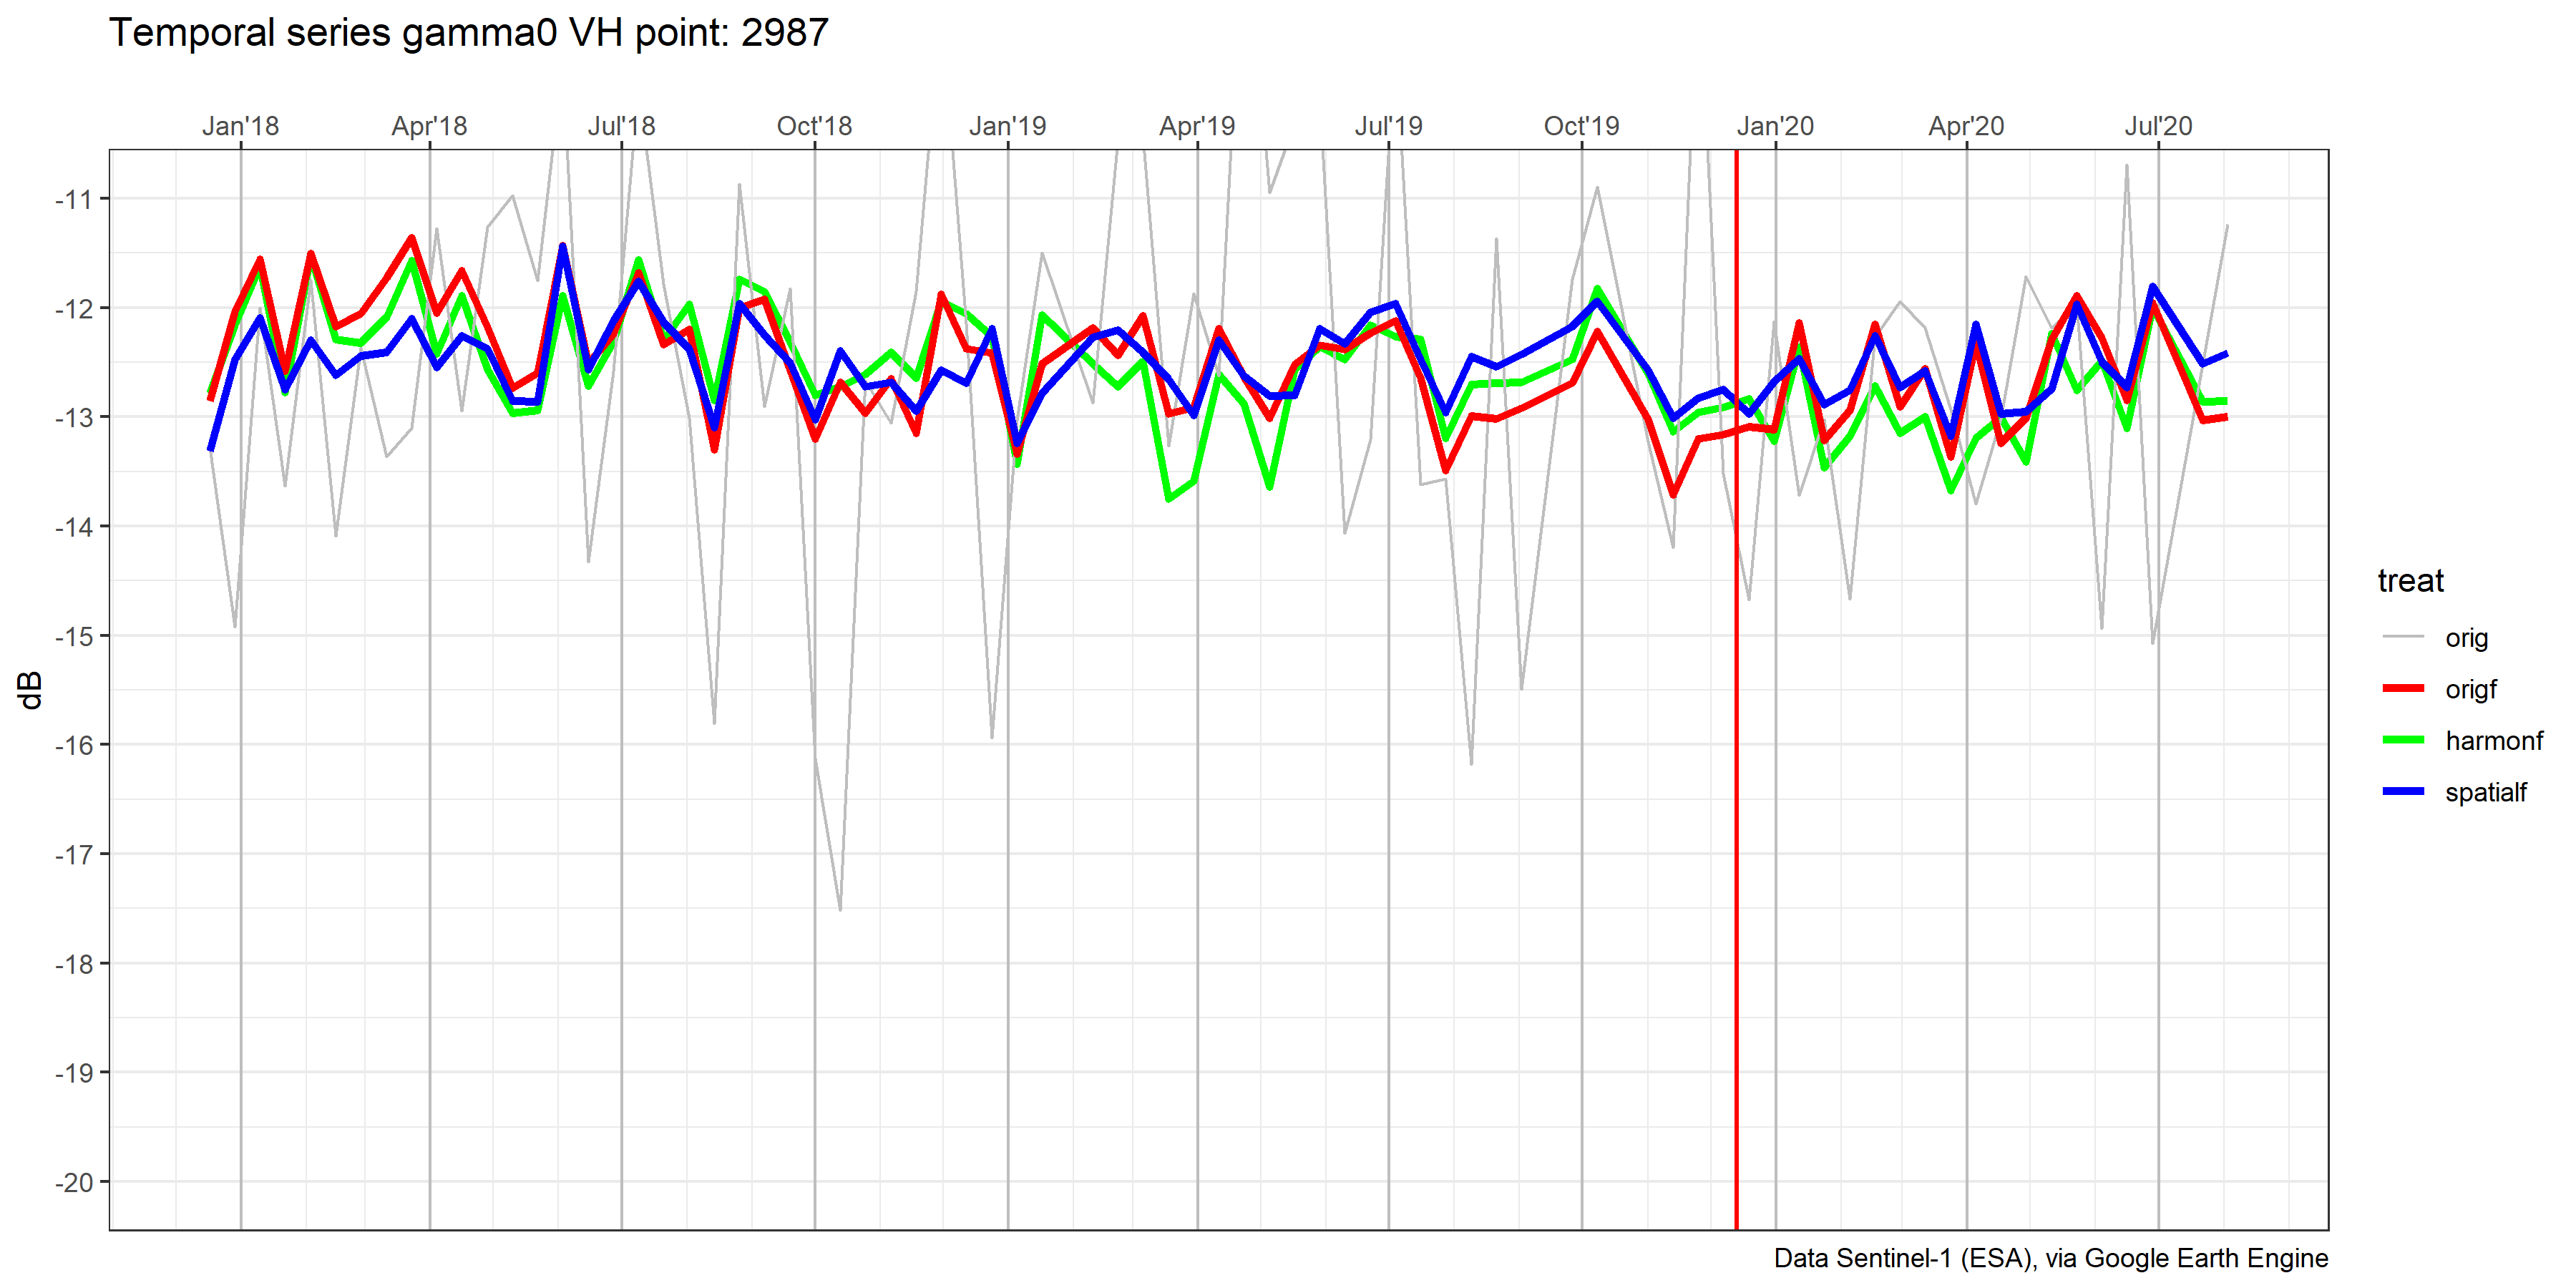 Temporal series gamma0 VH point: 2987
Jan'18 Apr'18 Jul'18 Oct'18 Jan'19 Apr'19 Jul'19 Oct'19 Jan'20 Apr'20 Jul'20
-11
-12
-13
-14
-15
-16
-17
-18
-19
-20
dB
treat
orig
origf
harmonf
spatialf
Data Sentinel-1 (ESA), via Google Earth Engine